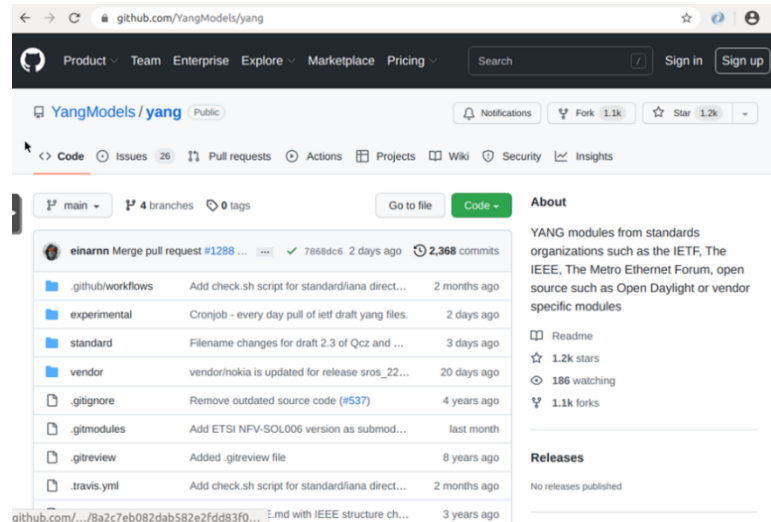 github.com/YangModels/yang
Product Team Enterprise Explore Marketplace Pricing Search / Sign in Sign up
YangModels / yang Public Notifications Fork 1.1k Star 1.2k
<> Code Issues 26 Pull requests Actions Projects Wiki Security Insights
main 4 branches 0 tags Go to file Code
einarnn Merge pull request #1288 ... ... 7868dc6 2 days ago 2,368 commits
.github/workflows Add check.sh script for standard/iana direct... 2 months ago
experimental Cronjob - every day pull of ietf draft yang files. 2 days ago
standard Filename changes for draft 2.3 of Qcz and ... 3 days ago
vendor vendor/nokia is updated for release sros_22... 20 days ago
.gitignore Remove outdated source code (#537) 4 years ago
.gitmodules Add ETSI NFV-SOL006 version as submod... last month
.gitreview Added .gitreview file 8 years ago
.travis.yml Add check.sh script for standard/iana direct... 2 months ago
E.md with IEEE structure ch... 3 years ago
github.com/.../8a2c7eb082dab582e2fdd83f0...
About
YANG modules from standards
organizations such as the IETF, The
IEEE, The Metro Ethernet Forum, open
source such as Open Daylight or vendor
specific modules
Readme
1.2k stars
186 watching
1.1k forks
Releases
No releases published